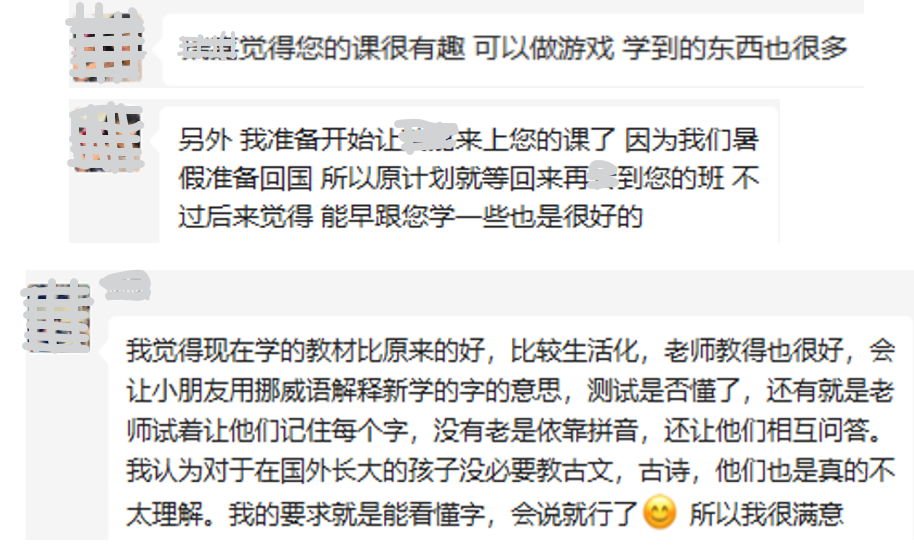 觉得您的课很有趣 可以做游戏 学到的东西也很多
另外 我准备开始让来上您的课了 因为我们暑
假准备回国 所以原计划就等回来再到您的班 不
过后来觉得 能早跟您学一些也是很好的
我觉得现在学的教材比原来的好，比较生活化，老师教得也很好，会
让小朋友用挪威语解释新学的字的意思，测试是否懂了，还有就是老
师试着让他们记住每个字，没有老是依靠拼音，还让他们相互问答。
我认为对于在国外长大的孩子没必要教古文，古诗，他们也是真的不
太理解。我的要求就是能看懂字，会说就行了😊 所以我很满意